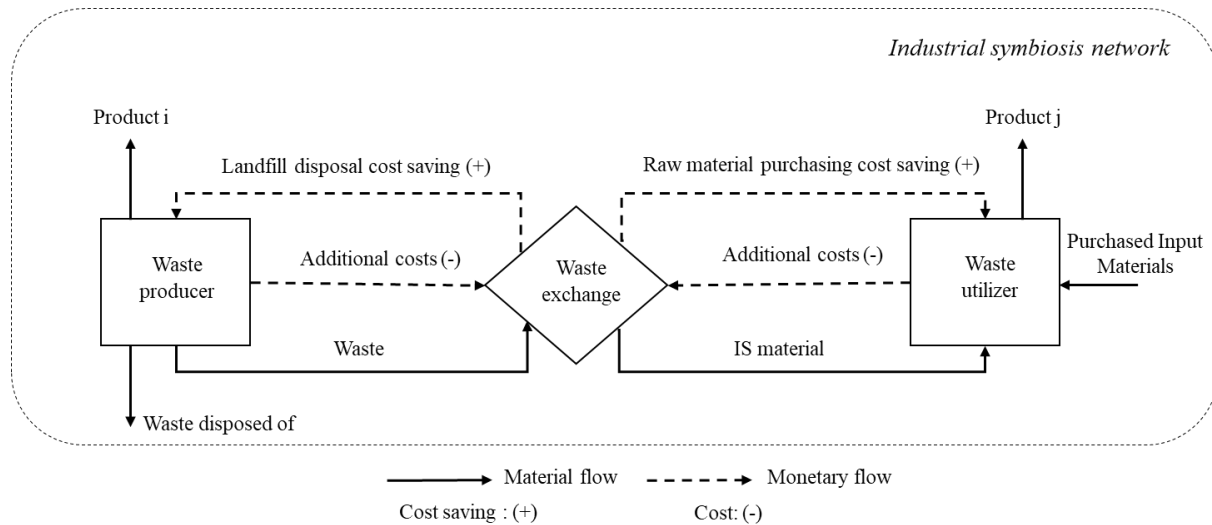 Industrial symbiosis network
Product i
Product j
Landfill disposal cost saving (+)
Raw material purchasing cost saving (+)
Waste
producer
Additional costs (-)
Waste
exchange
Additional costs (-)
Waste
utilizer
Purchased Input
Materials
Waste
IS material
Waste disposed of
Material flow
Monetary flow
Cost saving : (+)
Cost: (-)